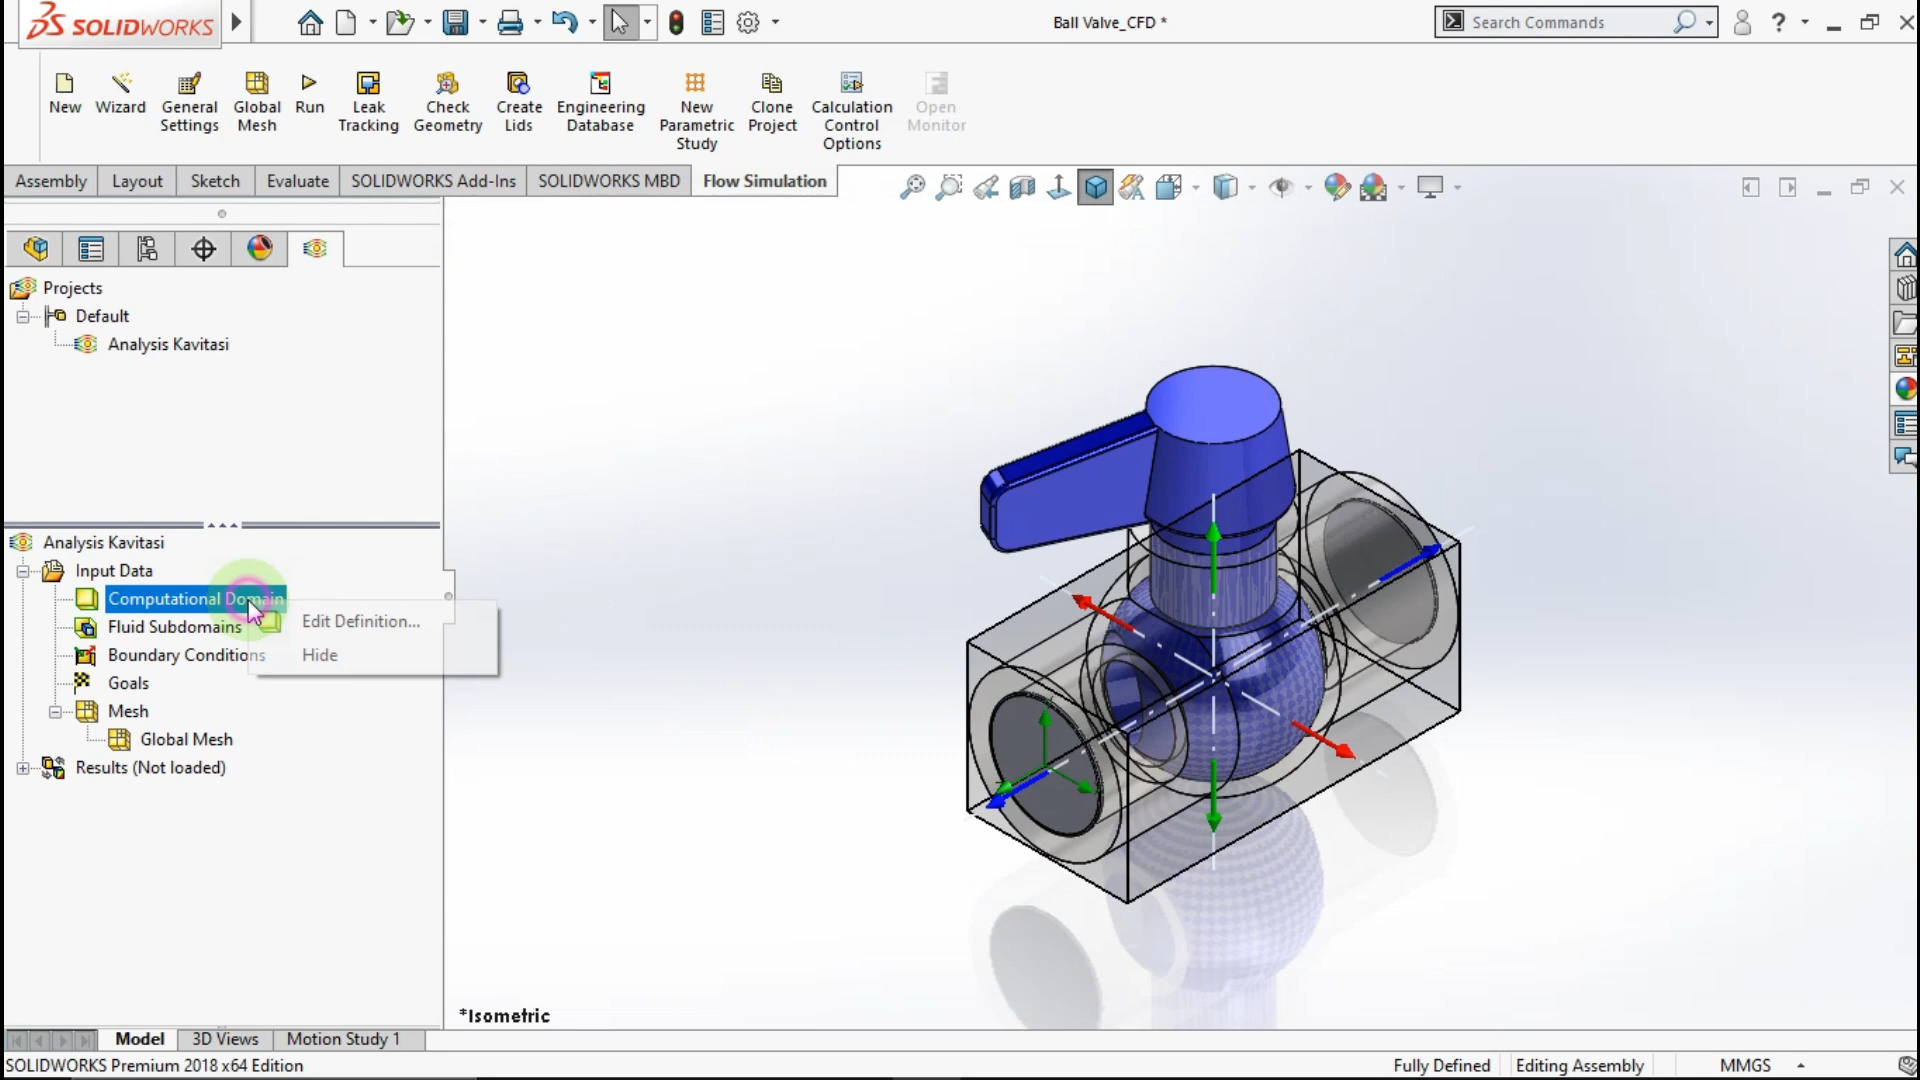 SOLIDWORKS
Ball Valve_CFD *
Search Commands
?
New
Wizard
General Settings
Global Mesh
Run
Leak Tracking
Check Geometry
Create Lids
Engineering Database
New Parametric Study
Clone Project
Calculation Control Options
Open Monitor
Assembly
Layout
Sketch
Evaluate
SOLIDWORKS Add-Ins
SOLIDWORKS MBD
Flow Simulation
Projects
Default
Analysis Kavitasi
Analysis Kavitasi
Input Data
Computational Domain
Fluid Subdomains
Boundary Conditions
Goals
Mesh
Global Mesh
Results (Not loaded)
Edit Definition...
Hide
*Isometric
Model
3D Views
Motion Study 1
SOLIDWORKS Premium 2018 x64 Edition
Fully Defined
Editing Assembly
MMGS